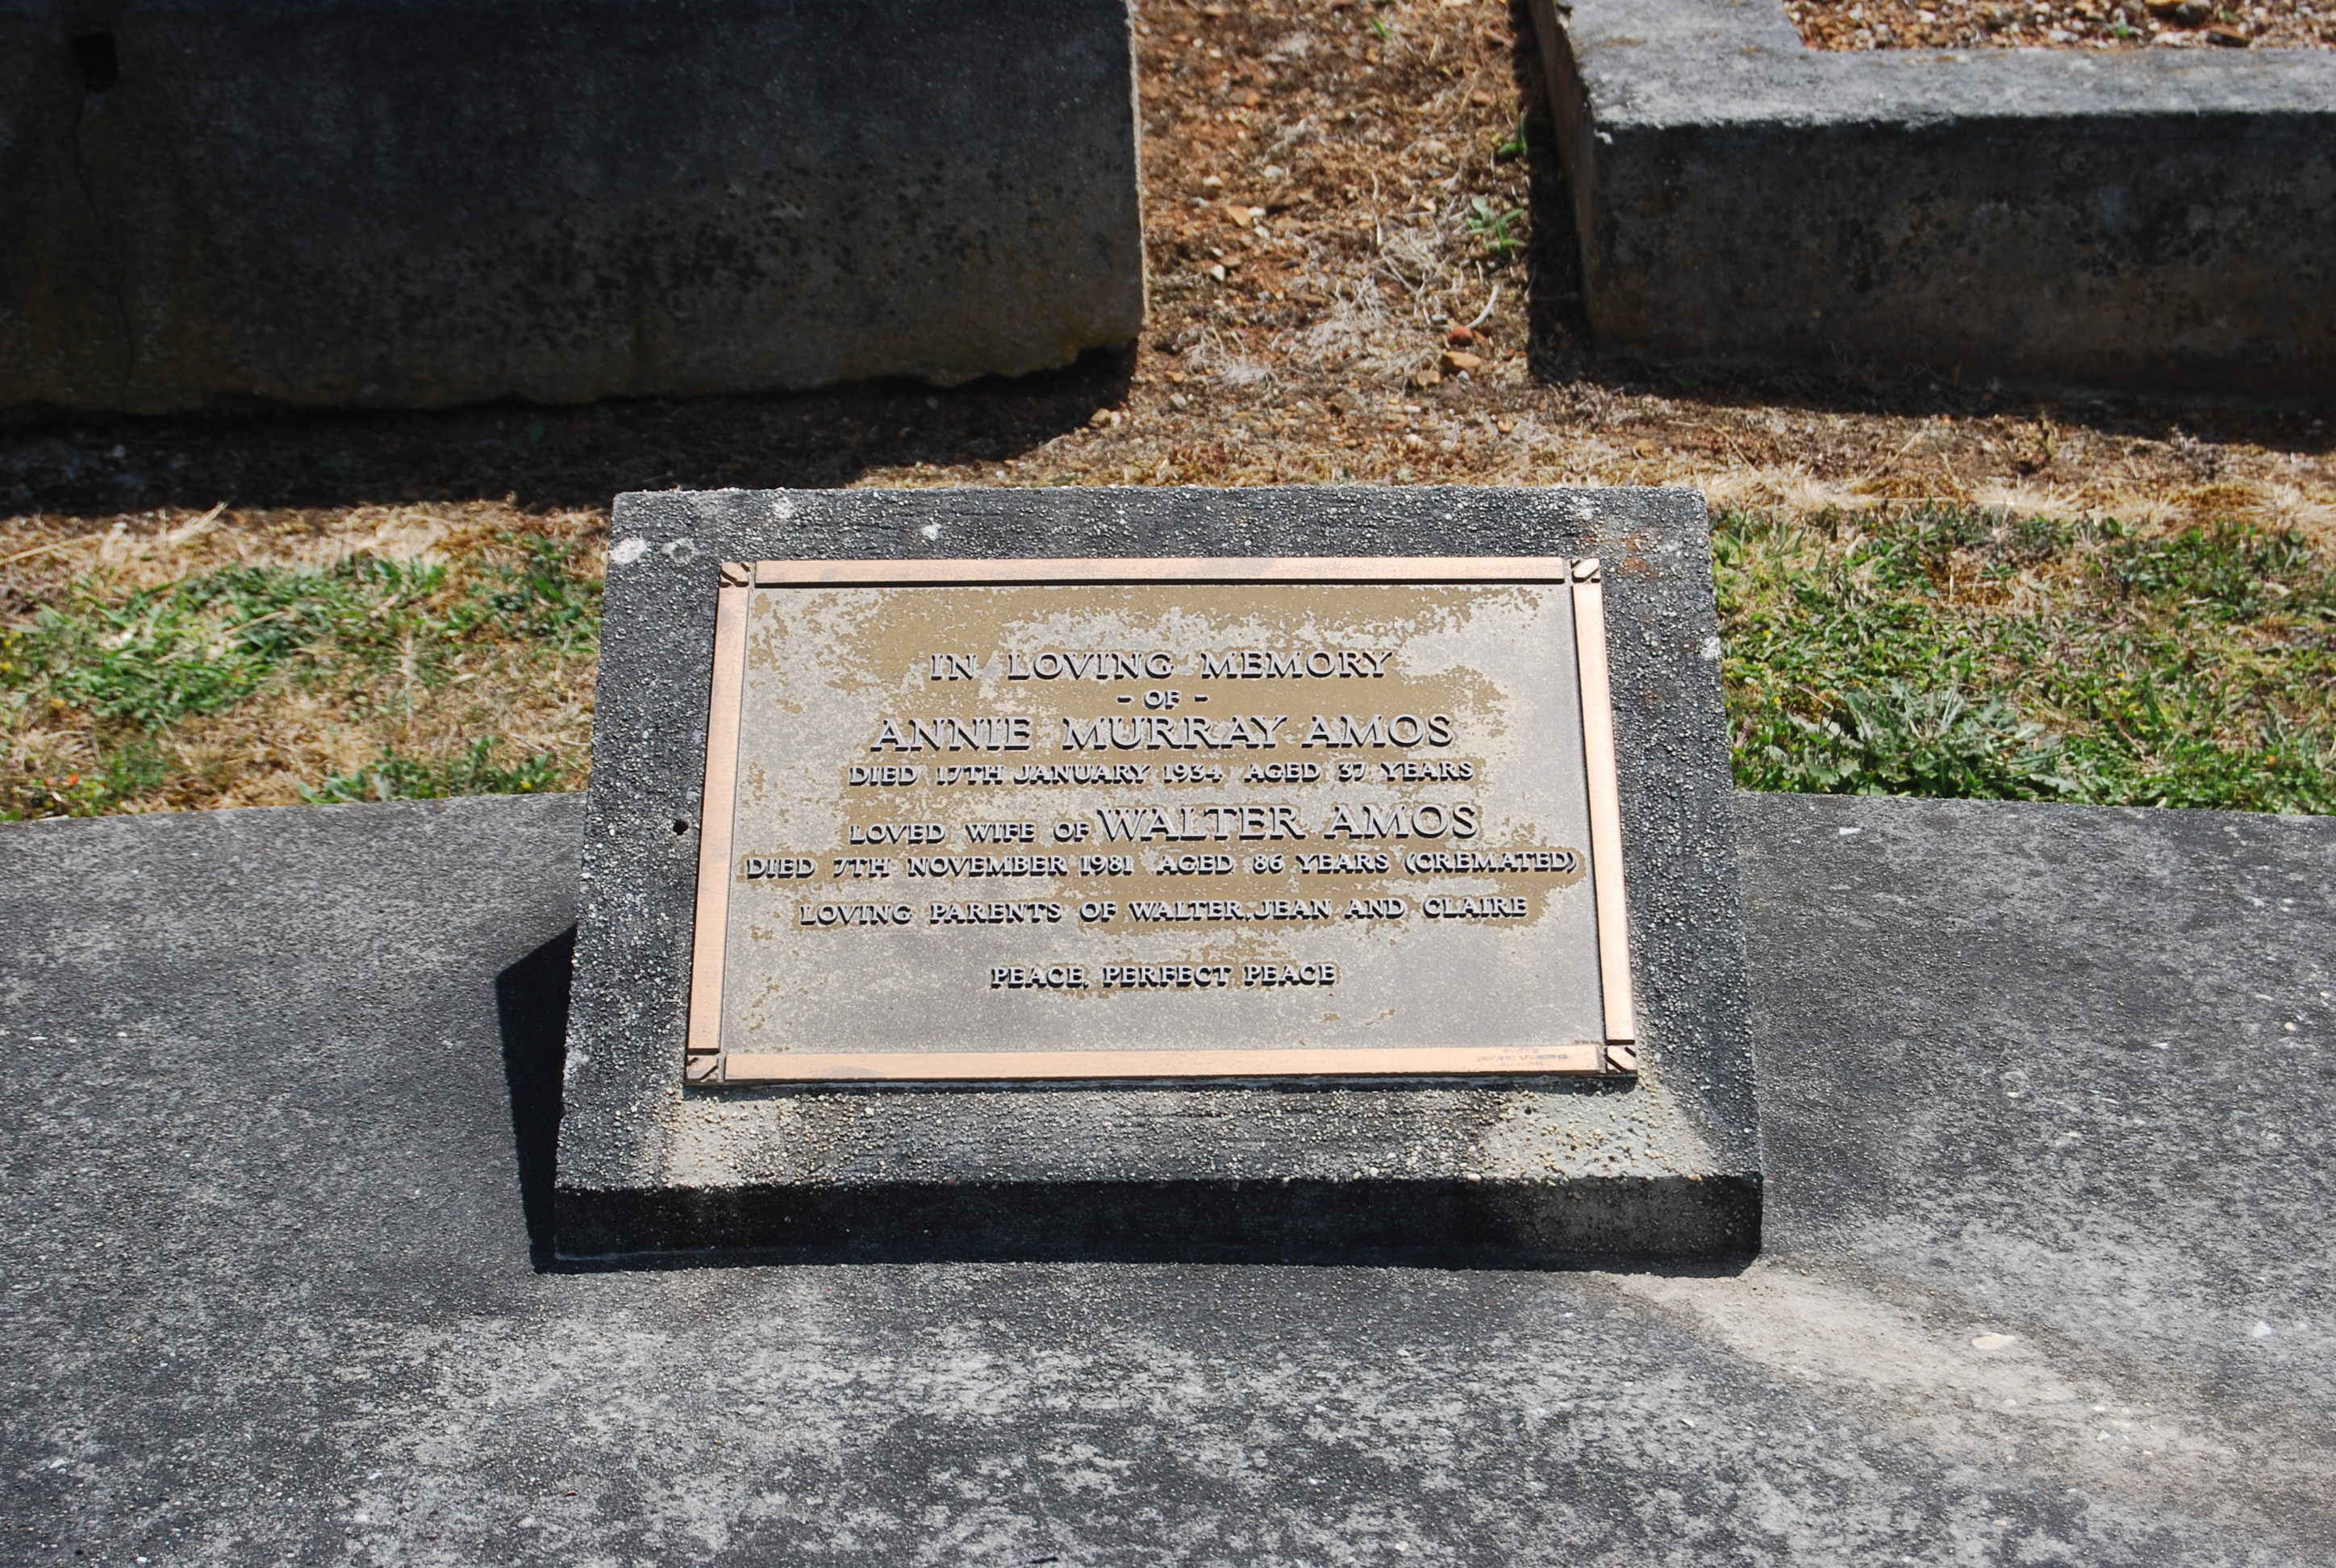 IN LOVING MEMORY
- OF -
ANNIE MURRAY AMOS
DIED 17TH JANUARY 1934 AGED 37 YEARS
LOVED WIFE OF WALTER AMOS
DIED 7TH NOVEMBER 1981 AGED 86 YEARS (CREMATED)
LOVING PARENTS OF WALTER, JEAN AND CLAIRE
PEACE, PERFECT PEACE